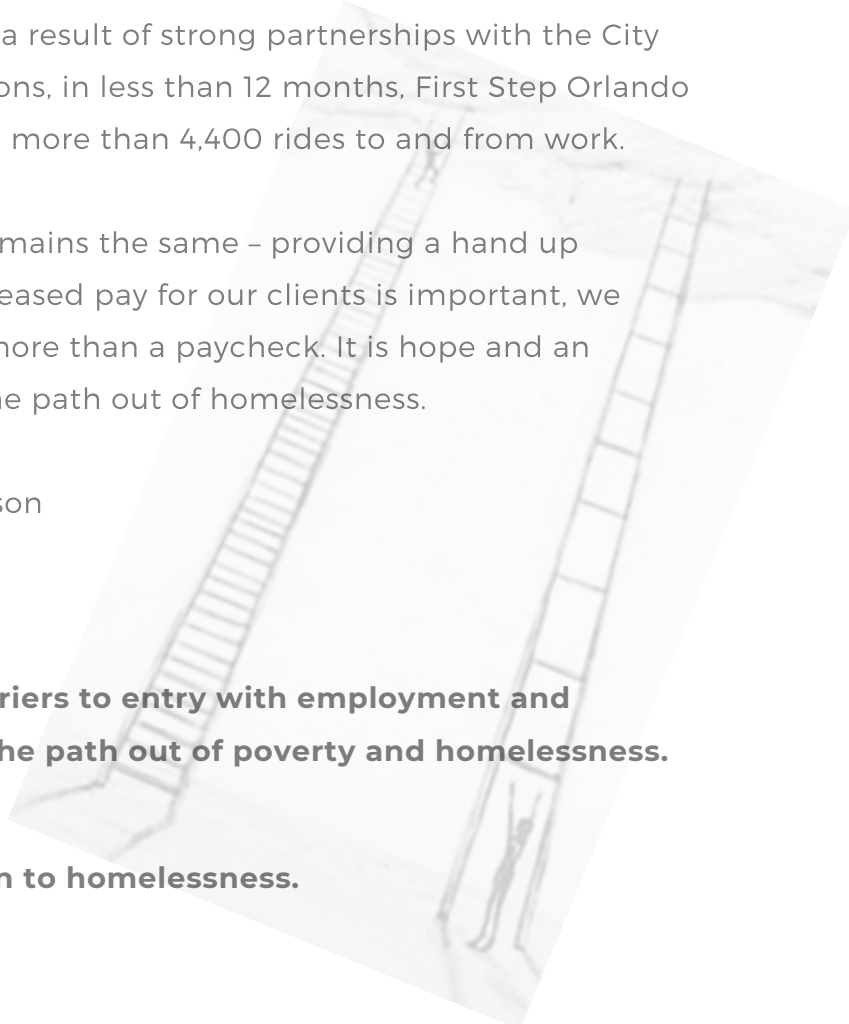 a result of strong partnerships with the City
ons, in less than 12 months, First Step Orlando
more than 4,400 rides to and from work.
mains the same – providing a hand up
eased pay for our clients is important, we
more than a paycheck. It is hope and an
he path out of homelessness.
son
riers to entry with employment and
he path out of poverty and homelessness.
n to homelessness.